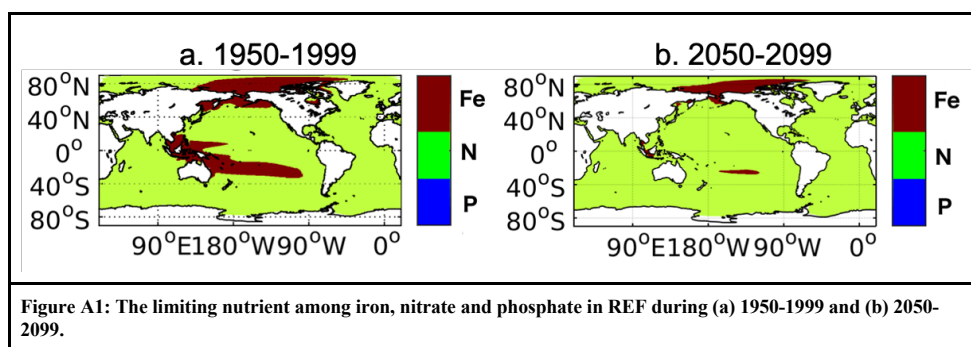 a. 1950-1999
b. 2050-2099
80°N
40°N
0°
40°S
80°S
90°E180°W90°W 0°
Fe
N
P
80°N
40°N
0°
40°S
80°S
90°E180°W90°W 0°
Fe
N
P
Figure A1: The limiting nutrient among iron, nitrate and phosphate in REF during (a) 1950-1999 and (b) 2050-
2099.